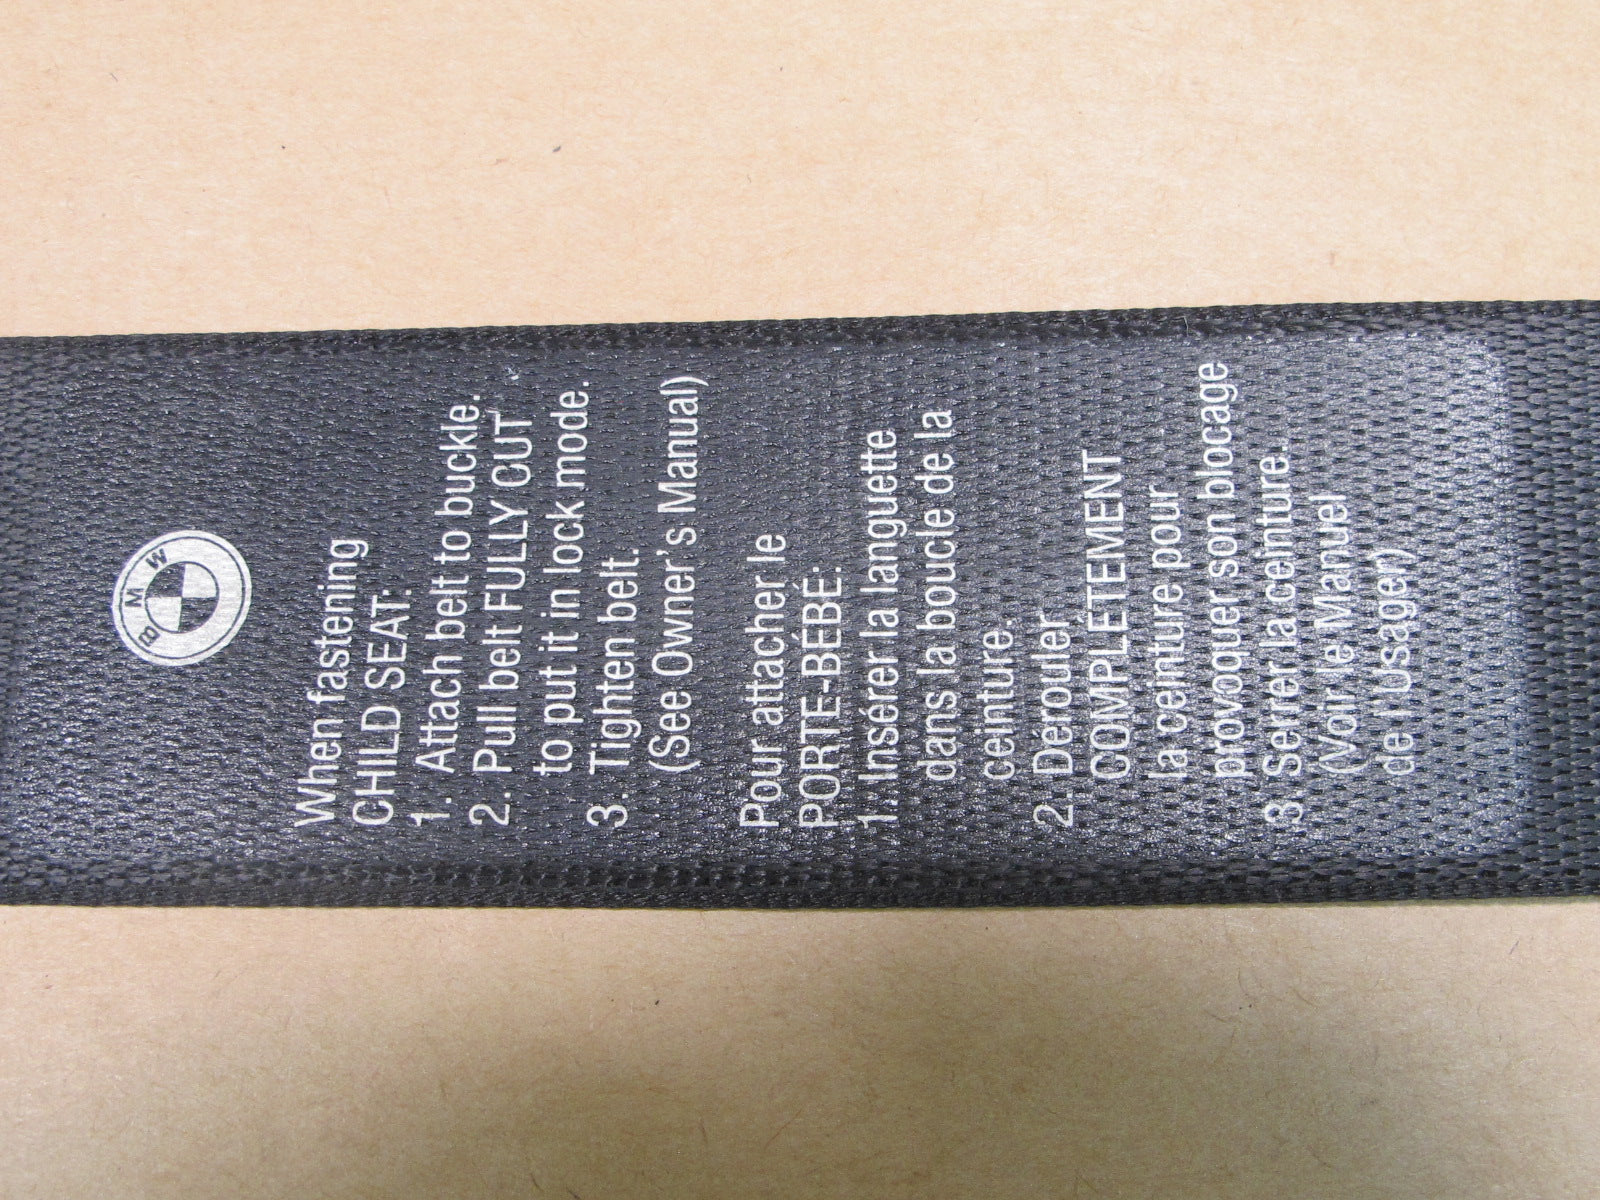 BMW
When fastening
CHILD SEAT:
1. Attach belt to buckle.
2. Pull belt FULLY CUT
to put it in lock mode.
3. Tighten belt.
(See Owner's Manual)
Pour attacher le
PORTE-BÉBÉ:
1. Insérer la languette
dans la boucle de la
ceinture.
2. Dérouler
COMPLETEMENT
la ceinture pour
provoquer son blocage
3. Serrer la ceinture.
(Voir le Manuel
de l'Usager)